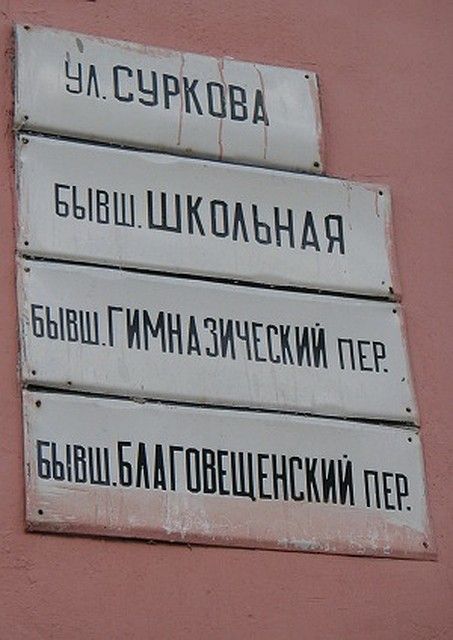 УЛ. СУРКОВА
БЫВШ. ШКОЛЬНАЯ
БЫВШ. ГИМНАЗИЧЕСКИЙ ПЕР.
БЫВШ. БЛАГОВЕЩЕНСКИЙ ПЕР.